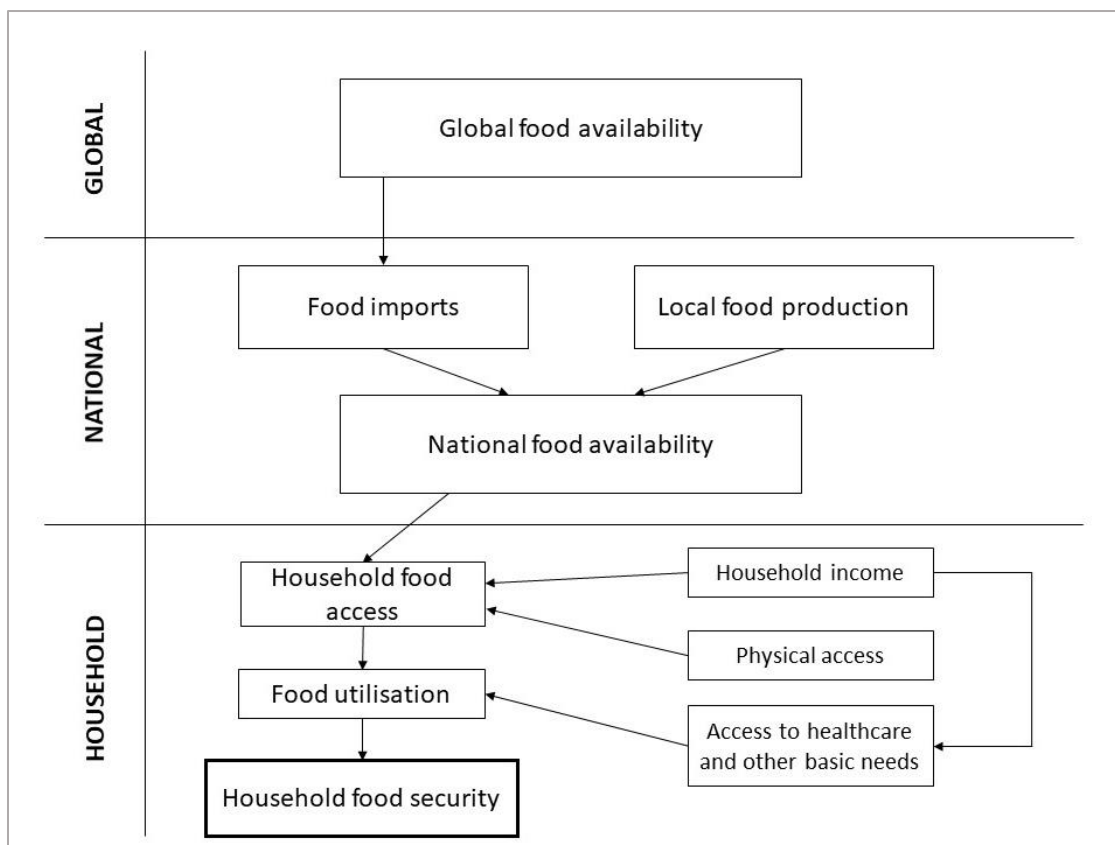 GLOBAL
Global food availability
NATIONAL
Food imports
Local food production
National food availability
HOUSEHOLD
Household food
access
Household income
Physical access
Food utilisation
Access to healthcare
and other basic needs
Household food security